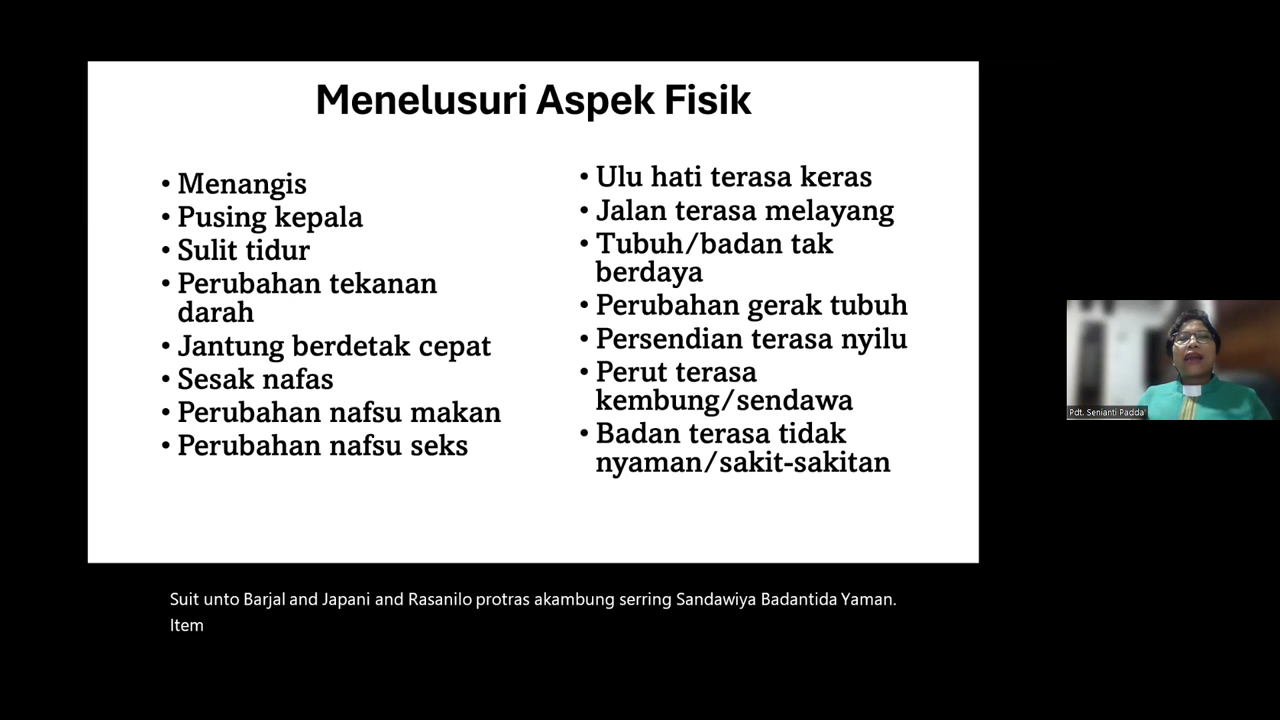 Menelusuri Aspek Fisik
• Menangis
• Pusing kepala
• Sulit tidur
• Perubahan tekanan
darah
• Jantung berdetak cepat
• Sesak nafas
• Perubahan nafsu makan
• Perubahan nafsu seks
• Ulu hati terasa keras
• Jalan terasa melayang
• Tubuh/badan tak
berdaya
• Perubahan gerak tubuh
• Persendian terasa nyilu
• Perut terasa
kembung/sendawa
• Badan terasa tidak
nyaman/sakit-sakitan
Pdt. Senianti Padda'
Suit unto Barjal and Japani and Rasanilo protras akambung serring Sandawiya Badantida Yaman.
Item